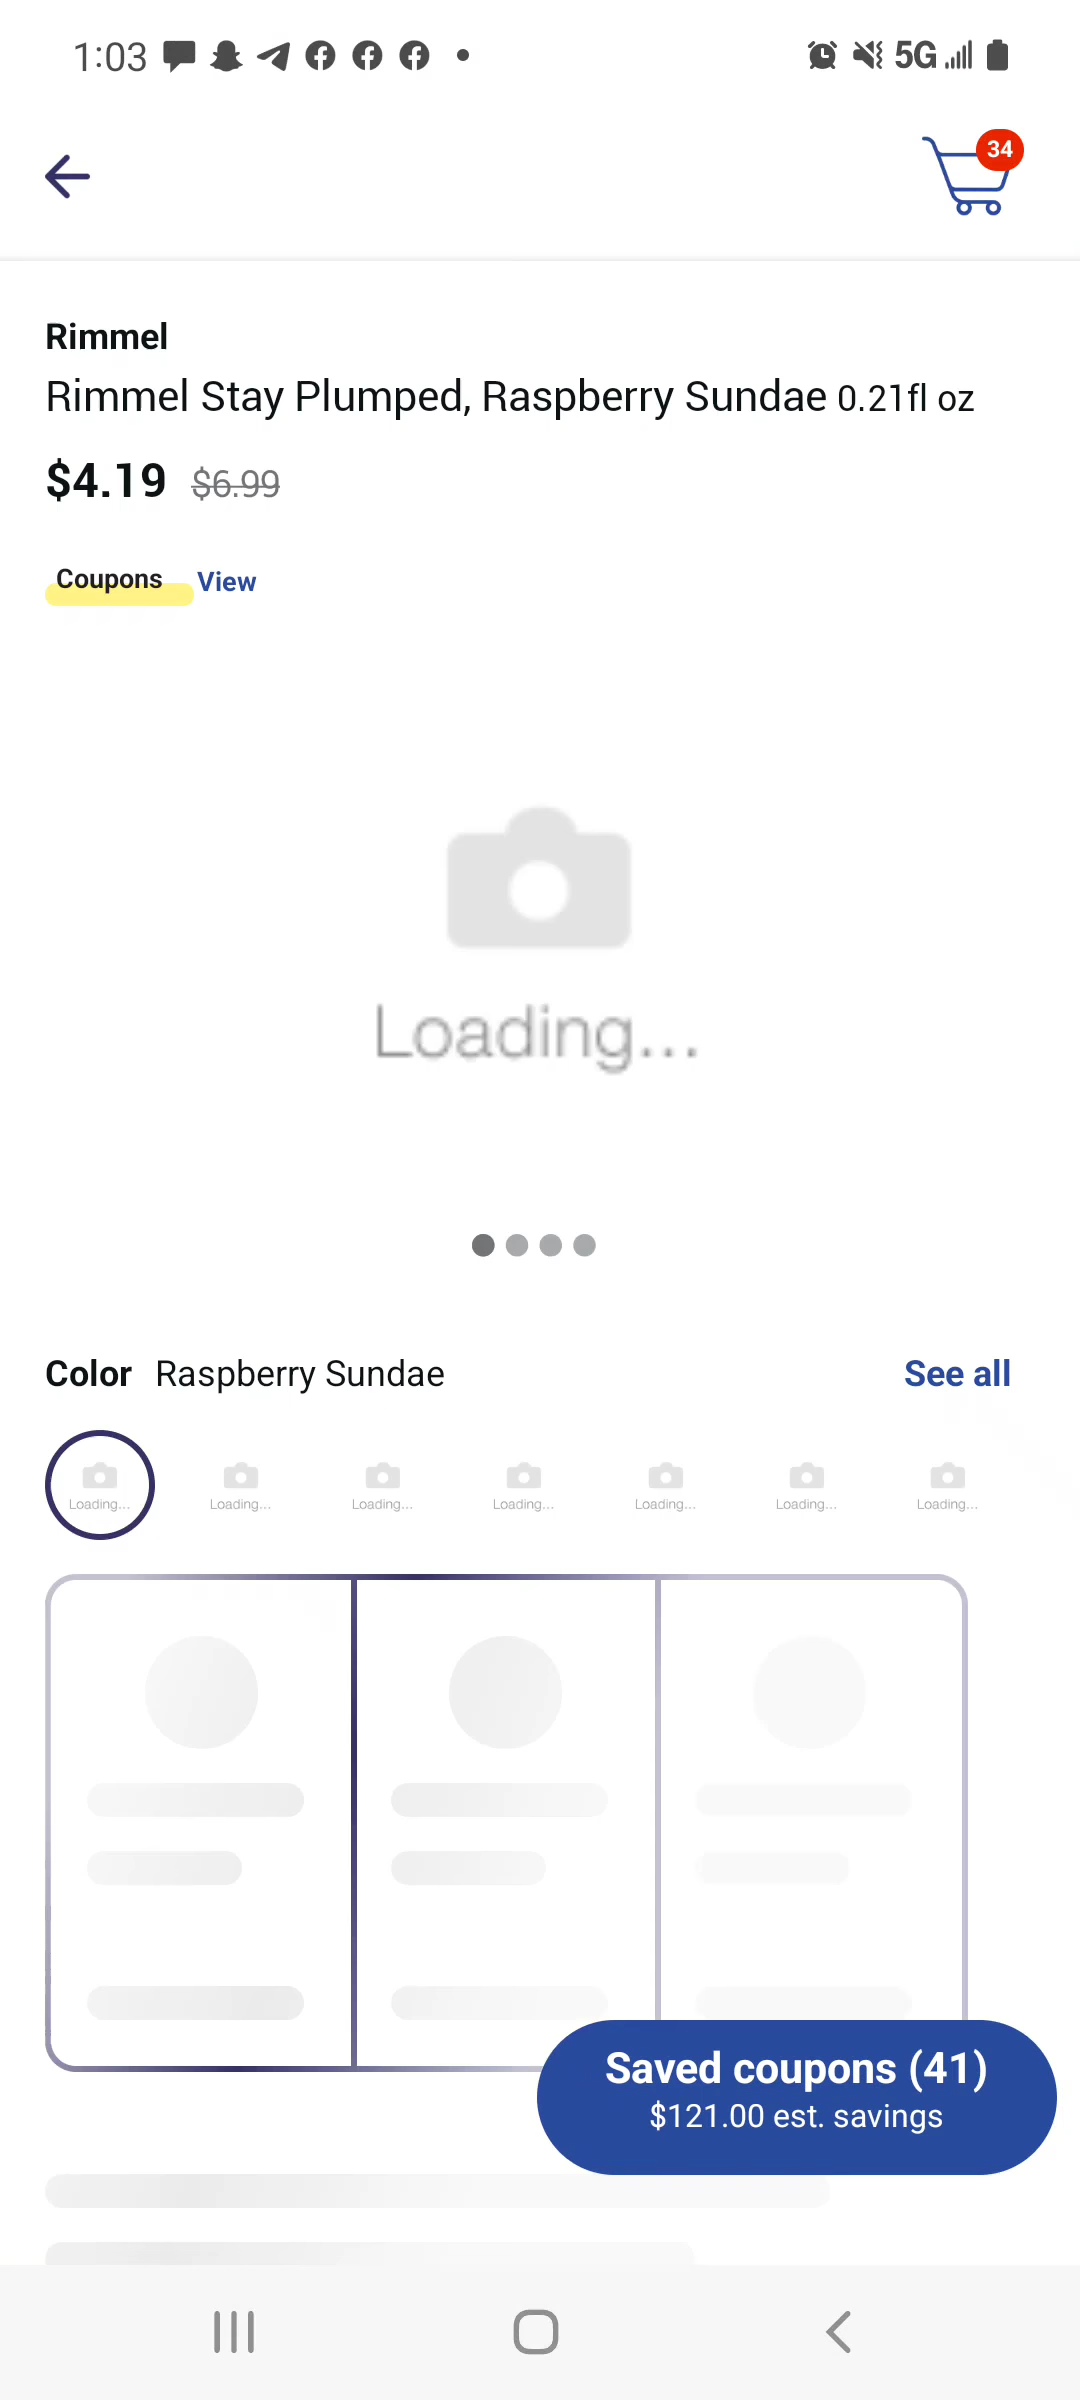 1:03
5G
34
Rimmel
Rimmel Stay Plumped, Raspberry Sundae 0.21fl oz
$4.19 $6.99
Coupons View
Loading...
Color Raspberry Sundae See all
Loading... Loading... Loading... Loading... Loading... Loading... Loading...
Saved coupons (41)
$121.00 est. savings